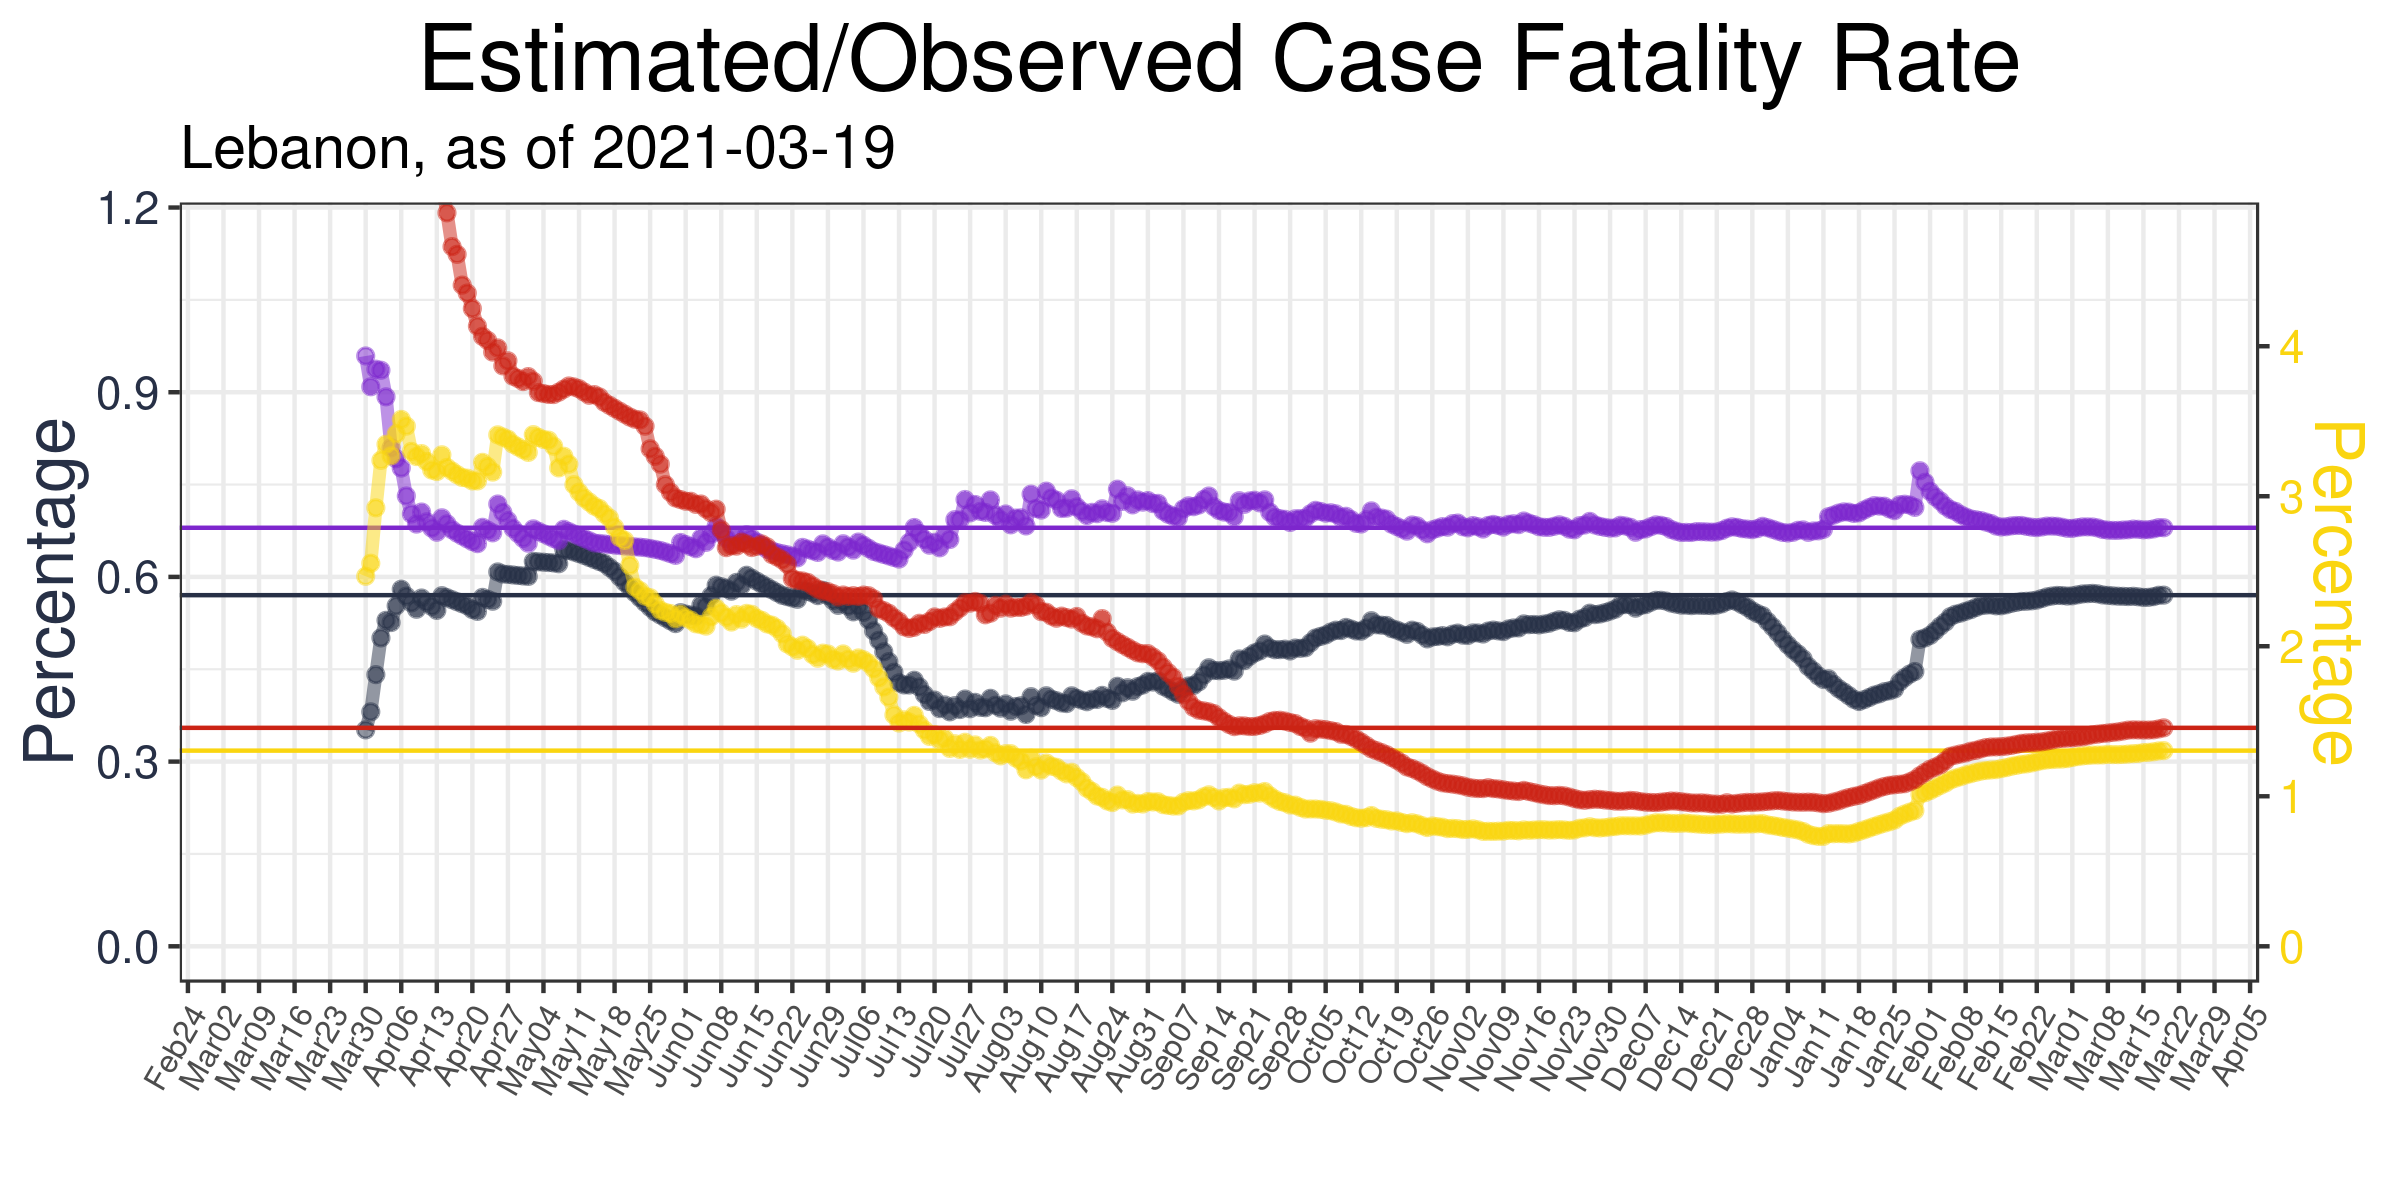 Estimated/Observed Case Fatality Rate
Lebanon, as of 2021-03-19
Percentage
1.2
0.9
0.6
0.3
0.0
4
3
2
1
0
Percentage
Feb24
Mar02
Mar09
Mar16
Mar23
Mar30
Apr06
Apr13
Apr20
Apr27
May04
May11
May18
May25
Jun01
Jun08
Jun15
Jun22
Jun29
Jul06
Jul13
Jul20
Jul27
Aug03
Aug10
Aug17
Aug24
Aug31
Sep07
Sep14
Sep21
Sep28
Oct05
Oct12
Oct19
Oct26
Nov02
Nov09
Nov16
Nov23
Nov30
Dec07
Dec14
Dec21
Dec28
Jan04
Jan11
Jan18
Jan25
Feb01
Feb08
Feb15
Feb22
Mar01
Mar08
Mar15
Mar22
Mar29
Apr05